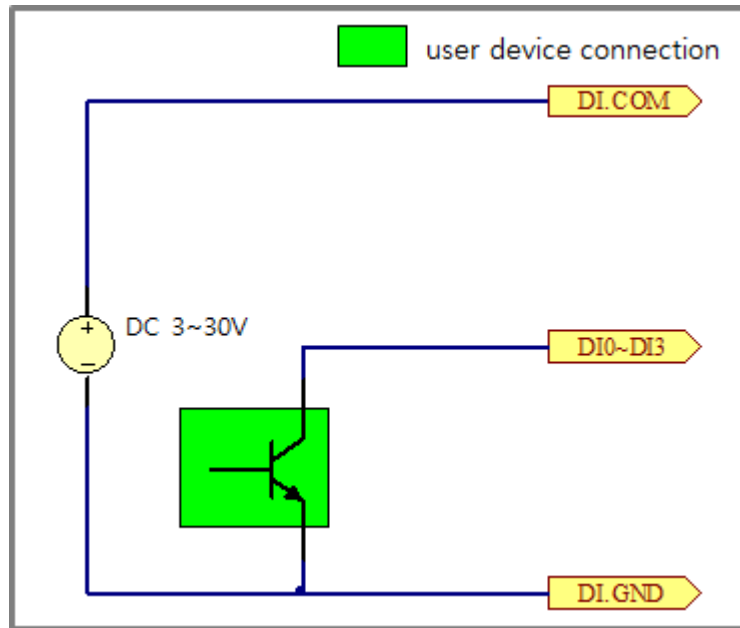 user device connection
DI.COM
+
DC 3~30V
−
DI0~DI3
DI.GND